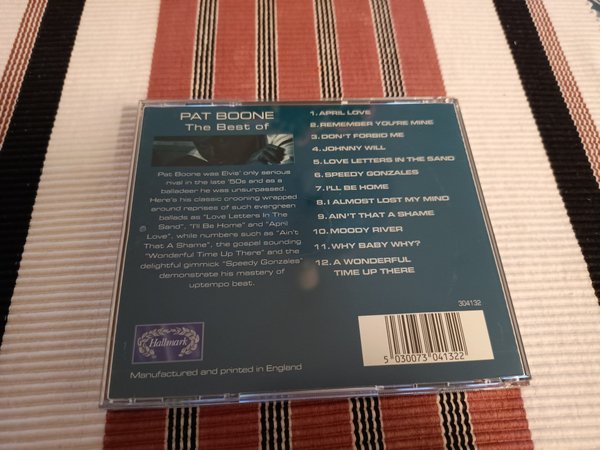 PAT BOONE
The Best of
Pat Boone was Elvis' only serious
rival in the late '50s and as a
balladeer he was unsurpassed.
Here's his classic crooning wrapped
around reprises of such evergreen
ballads as "Love Letters In The
Sand", "I'll Be Home" and "April
Love", while numbers such as "Ain't
That A Shame", the gospel sounding
"Wonderful Time Up There" and the
delightful gimmick "Speedy Gonzales"
demonstrate his mastery of
uptempo beat.
Hallmark
Manufactured and printed in England
1. APRIL LOVE
2. REMEMBER YOU'RE MINE
3. DON'T FORBID ME
4. JOHNNY WILL
5. LOVE LETTERS IN THE SAND
6. SPEEDY GONZALES
7. I'LL BE HOME
8. I ALMOST LOST MY MIND
9. AIN'T THAT A SHAME
10. MOODY RIVER
11. WHY BABY WHY?
12. A WONDERFUL
TIME UP THERE
304132
5 030073 041322